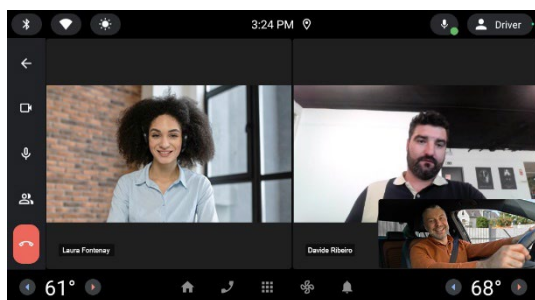 3:24 PM
Driver
Laura Fontenay
Davide Ribeiro
61°
68°